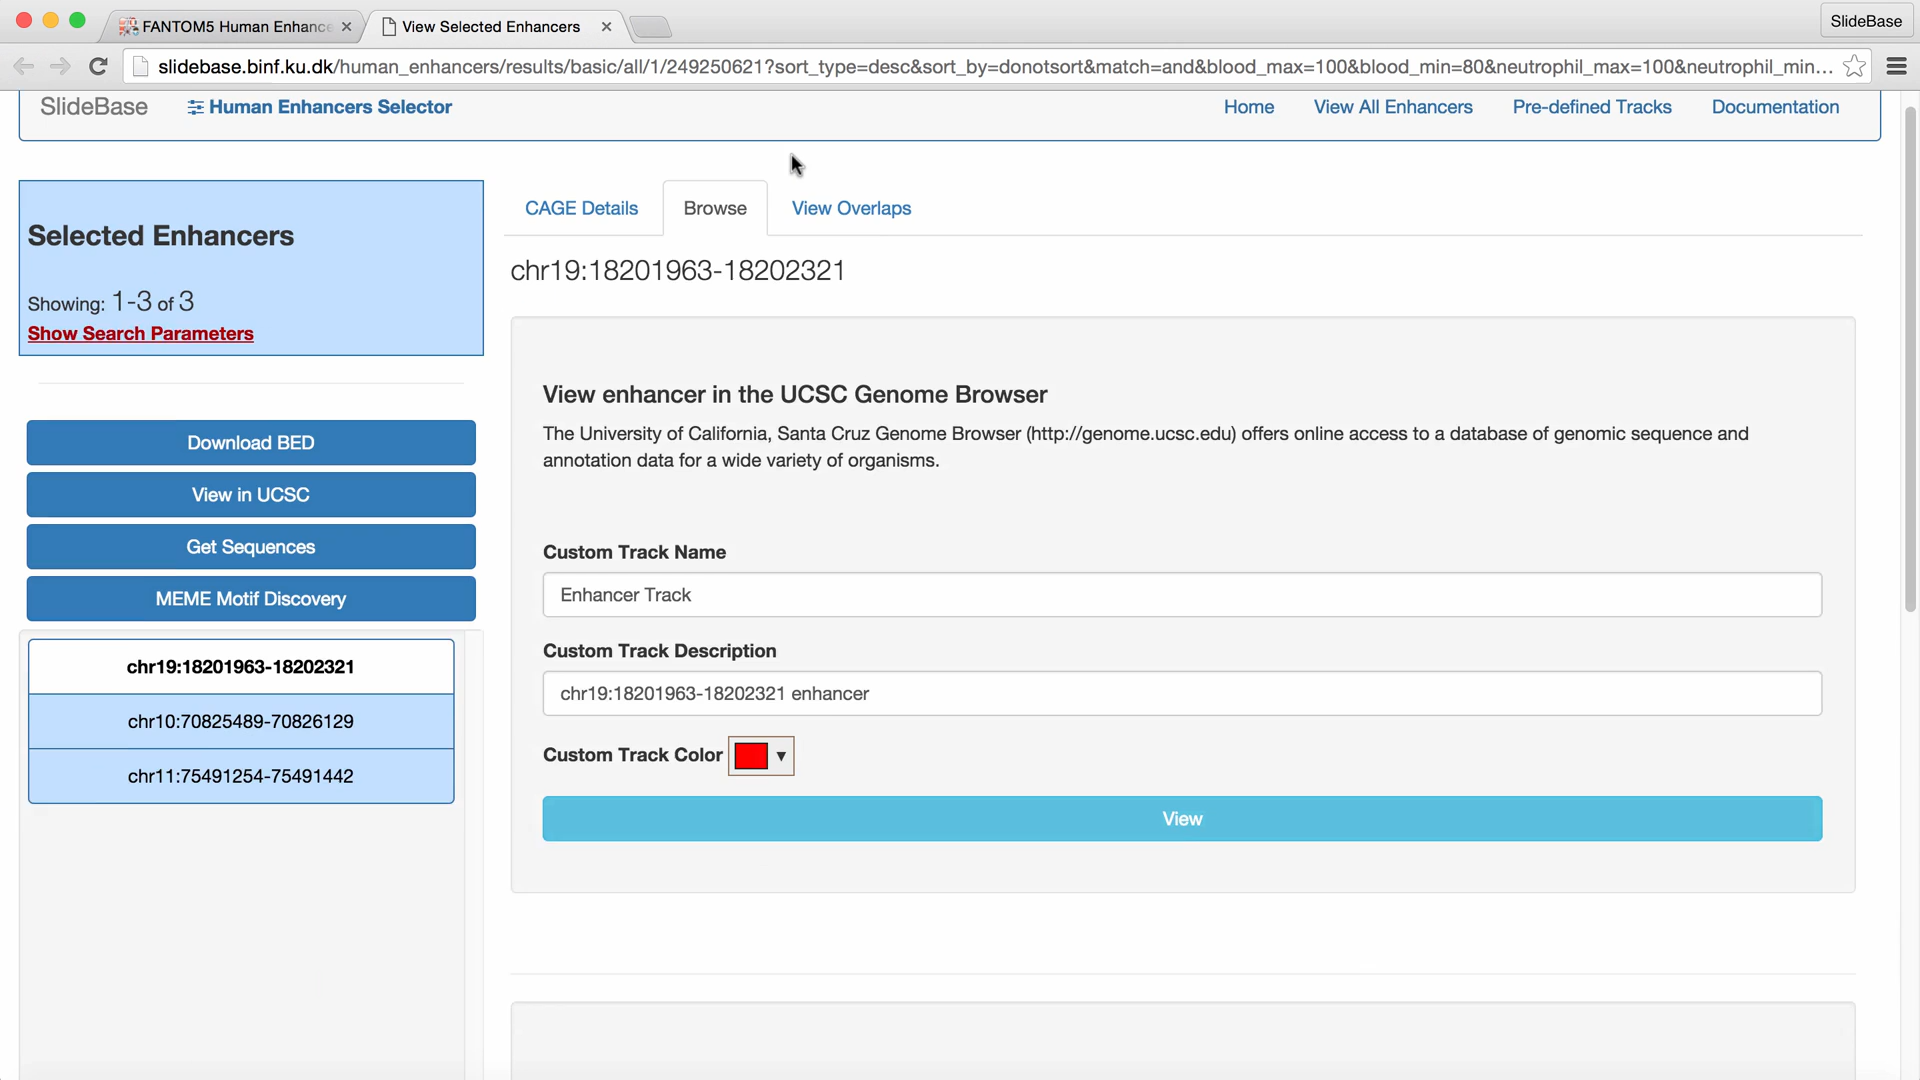 FANTOM5 Human Enhance
View Selected Enhancers
SlideBase
slidebase.binf.ku.dk/human_enhancers/results/basic/all/1/249250621?sort_type=desc&sort_by=donotsort&match=and&blood_max=100&blood_min=80&neutrophil_max=100&neutrophil_min...
SlideBase
Human Enhancers Selector
Home
View All Enhancers
Pre-defined Tracks
Documentation
Selected Enhancers
Showing: 1-3 of 3
Show Search Parameters
Download BED
View in UCSC
Get Sequences
MEME Motif Discovery
chr19:18201963-18202321
chr10:70825489-70826129
chr11:75491254-75491442
CAGE Details
Browse
View Overlaps
chr19:18201963-18202321
View enhancer in the UCSC Genome Browser
The University of California, Santa Cruz Genome Browser (http://genome.ucsc.edu) offers online access to a database of genomic sequence and
annotation data for a wide variety of organisms.
Custom Track Name
Enhancer Track
Custom Track Description
chr19:18201963-18202321 enhancer
Custom Track Color
View